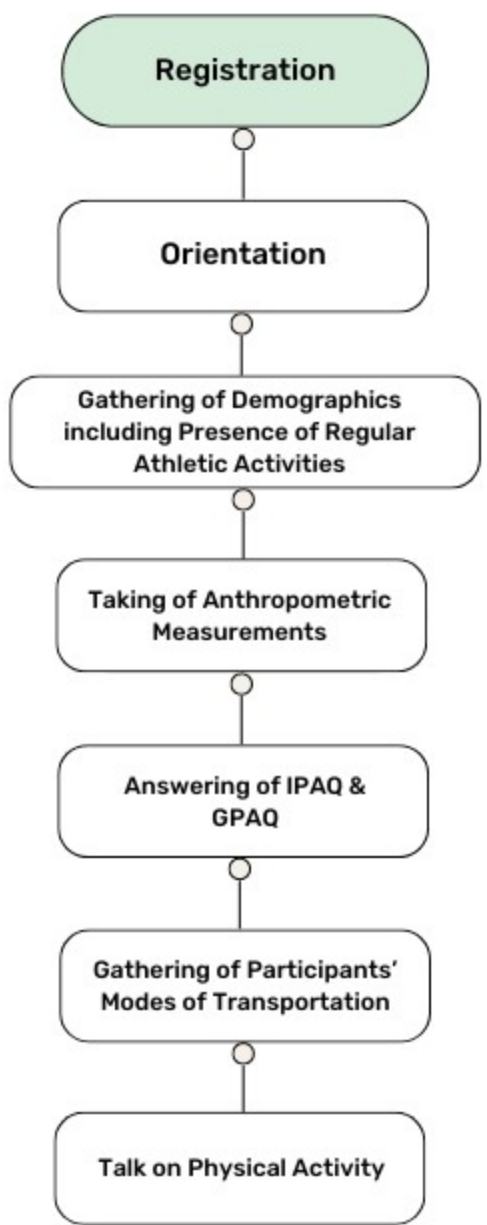 Registration
Orientation
Gathering of Demographics
including Presence of Regular
Athletic Activities
Taking of Anthropometric
Measurements
Answering of IPAQ &
GPAQ
Gathering of Participants’
Modes of Transportation
Talk on Physical Activity